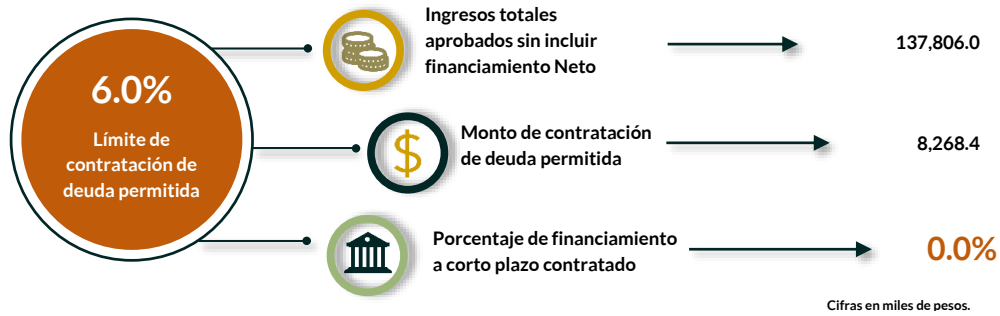 6.0%
Límite de
contratación de
deuda permitida
Ingresos totales
aprobados sin incluir
financiamiento Neto
137,806.0
$
Monto de contratación
de deuda permitida
8,268.4
Porcentaje de financiamiento
a corto plazo contratado
0.0%
Cifras en miles de pesos.